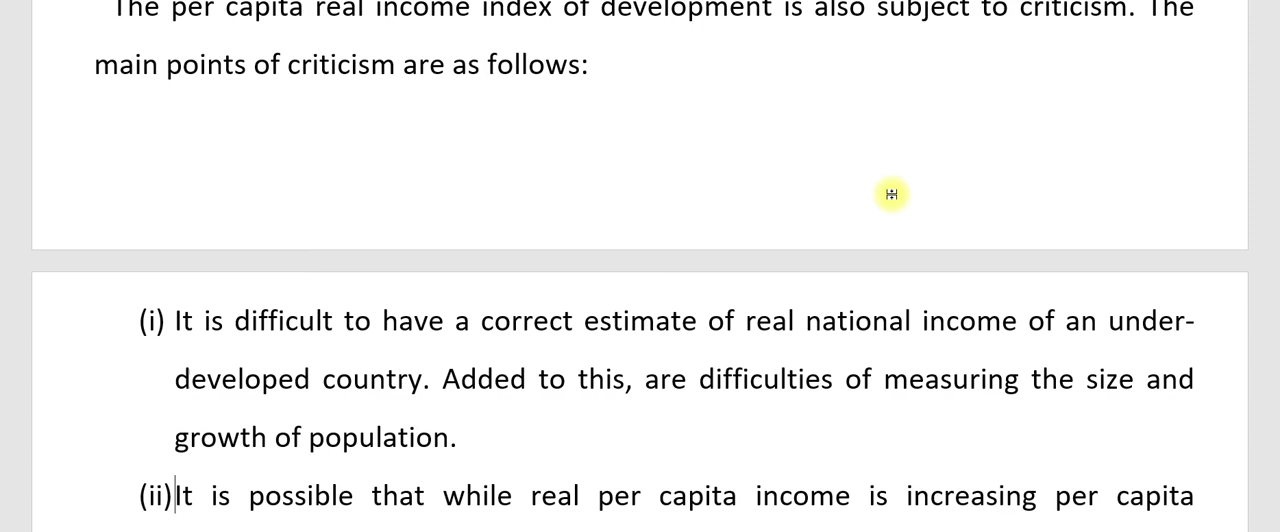 The per capita real income index of development is also subject to criticism. The
main points of criticism are as follows:
(i) It is difficult to have a correct estimate of real national income of an under-
developed country. Added to this, are difficulties of measuring the size and
growth of population.
(ii) It is possible that while real per capita income is increasing per capita